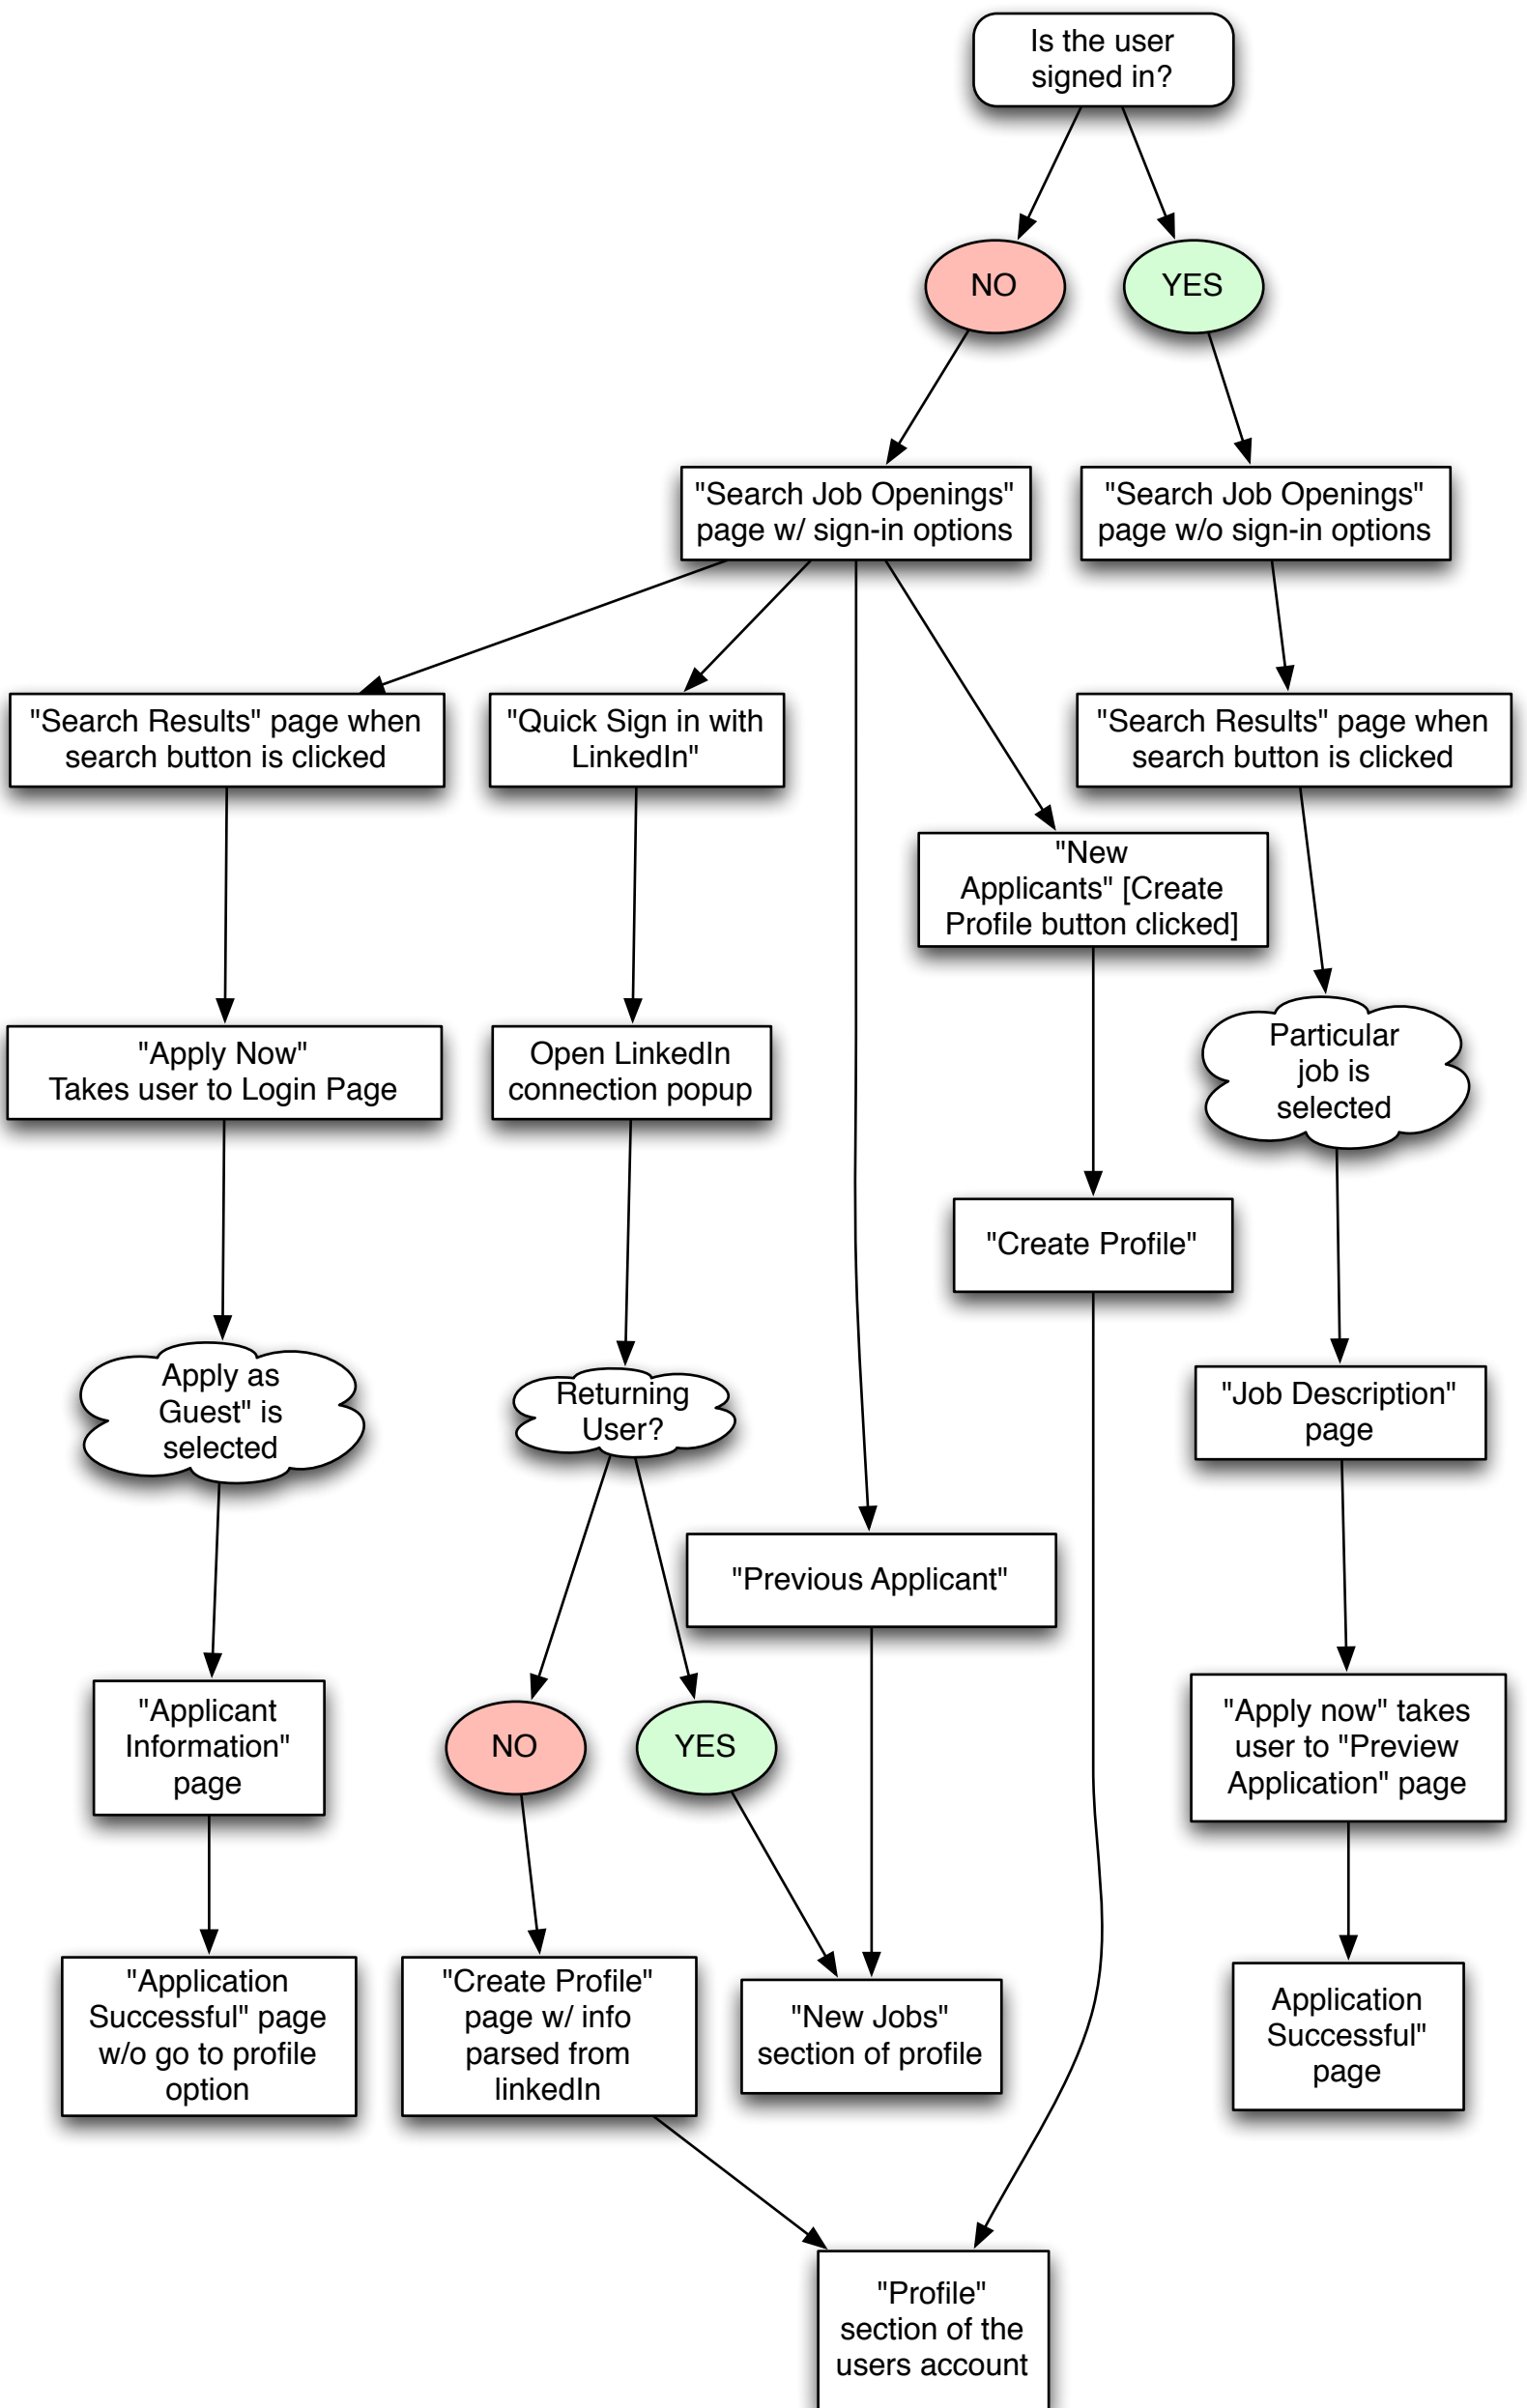 Is the user
signed in?
NO
YES
"Search Job Openings"
page w/ sign-in options
"Search Job Openings"
page w/o sign-in options
"Search Results" page when
search button is clicked
"Quick Sign in with
LinkedIn"
"Search Results" page when
search button is clicked
"New
Applicants" [Create
Profile button clicked]
"Apply Now"
Takes user to Login Page
Open LinkedIn
connection popup
Particular
job is
selected
"Create Profile"
Apply as
Guest" is
selected
Returning
User?
"Job Description"
page
"Previous Applicant"
"Applicant
Information"
page
NO
YES
"Apply now" takes
user to "Preview
Application" page
"Application
Successful" page
w/o go to profile
option
"Create Profile"
page w/ info
parsed from
linkedIn
"New Jobs"
section of profile
Application
Successful"
page
"Profile"
section of the
users account